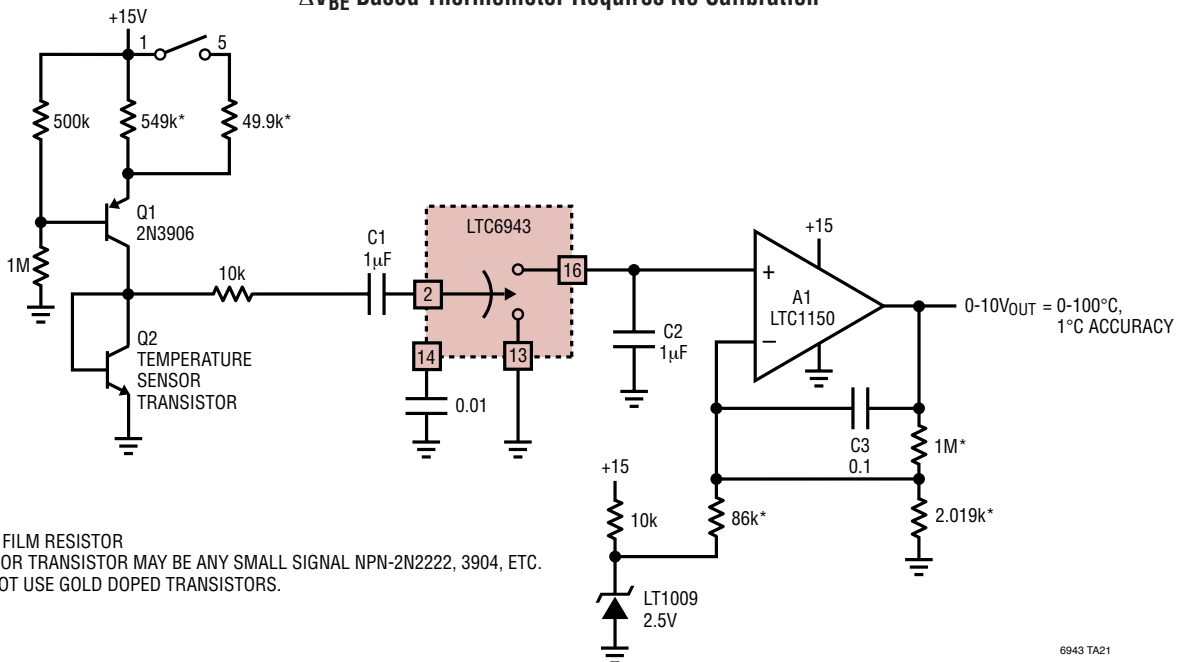 ΔVBE Based Thermometer Requires No Calibration
+15V
1
5
500k
549k*
49.9k*
Q1
2N3906
1M
10k
C1
1µF
LTC6943
2
16
14
13
0.01
Q2
TEMPERATURE
SENSOR
TRANSISTOR
C2
1µF
+15
+
−
A1
LTC1150
0-10VOUT = 0-100°C,
1°C ACCURACY
C3
0.1
1M*
2.019k*
+15
10k
86k*
LT1009
2.5V
FILM RESISTOR
OR TRANSISTOR MAY BE ANY SMALL SIGNAL NPN-2N2222, 3904, ETC.
OT USE GOLD DOPED TRANSISTORS.
6943 TA21